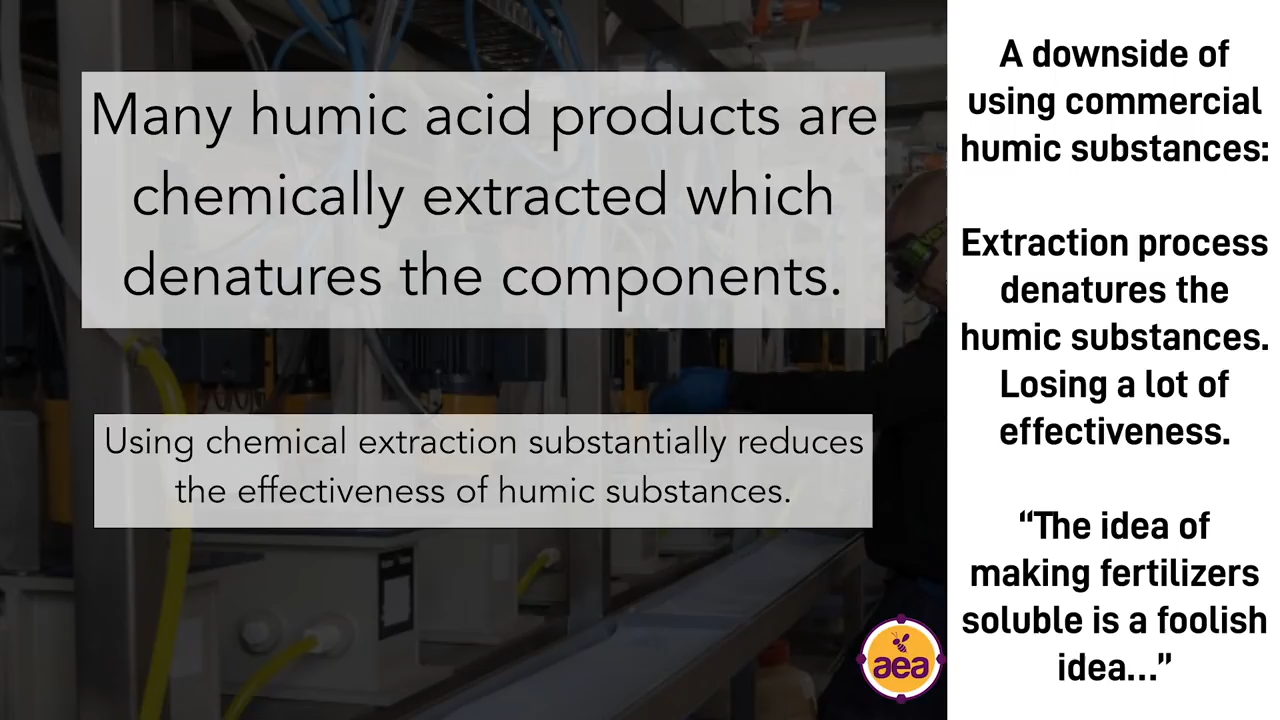 Many humic acid products are
chemically extracted which
denatures the components.
Using chemical extraction substantially reduces
the effectiveness of humic substances.
aea
A downside of
using commercial
humic substances:
Extraction process
denatures the
humic substances.
Losing a lot of
effectiveness.
“The idea of
making fertilizers
soluble is a foolish
idea...”